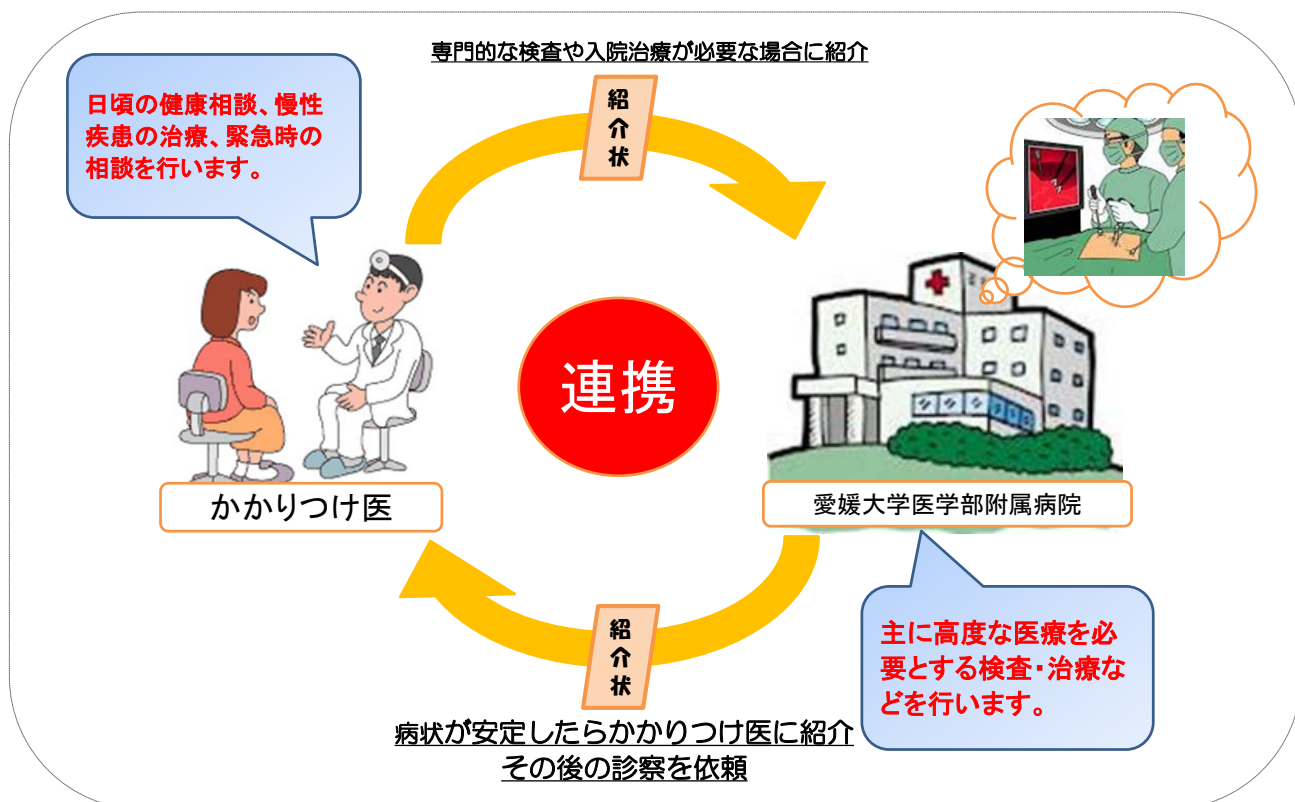 専門的な検査や入院治療が必要な場合に紹介
日頃の健康相談、慢性
疾患の治療、緊急時の
相談を行います。
紹介状
連携
かかりつけ医
愛媛大学医学部附属病院
紹介状
主に高度な医療を必
要とする検査・治療な
どを行います。
病状が安定したらかかりつけ医に紹介
その後の診察を依頼